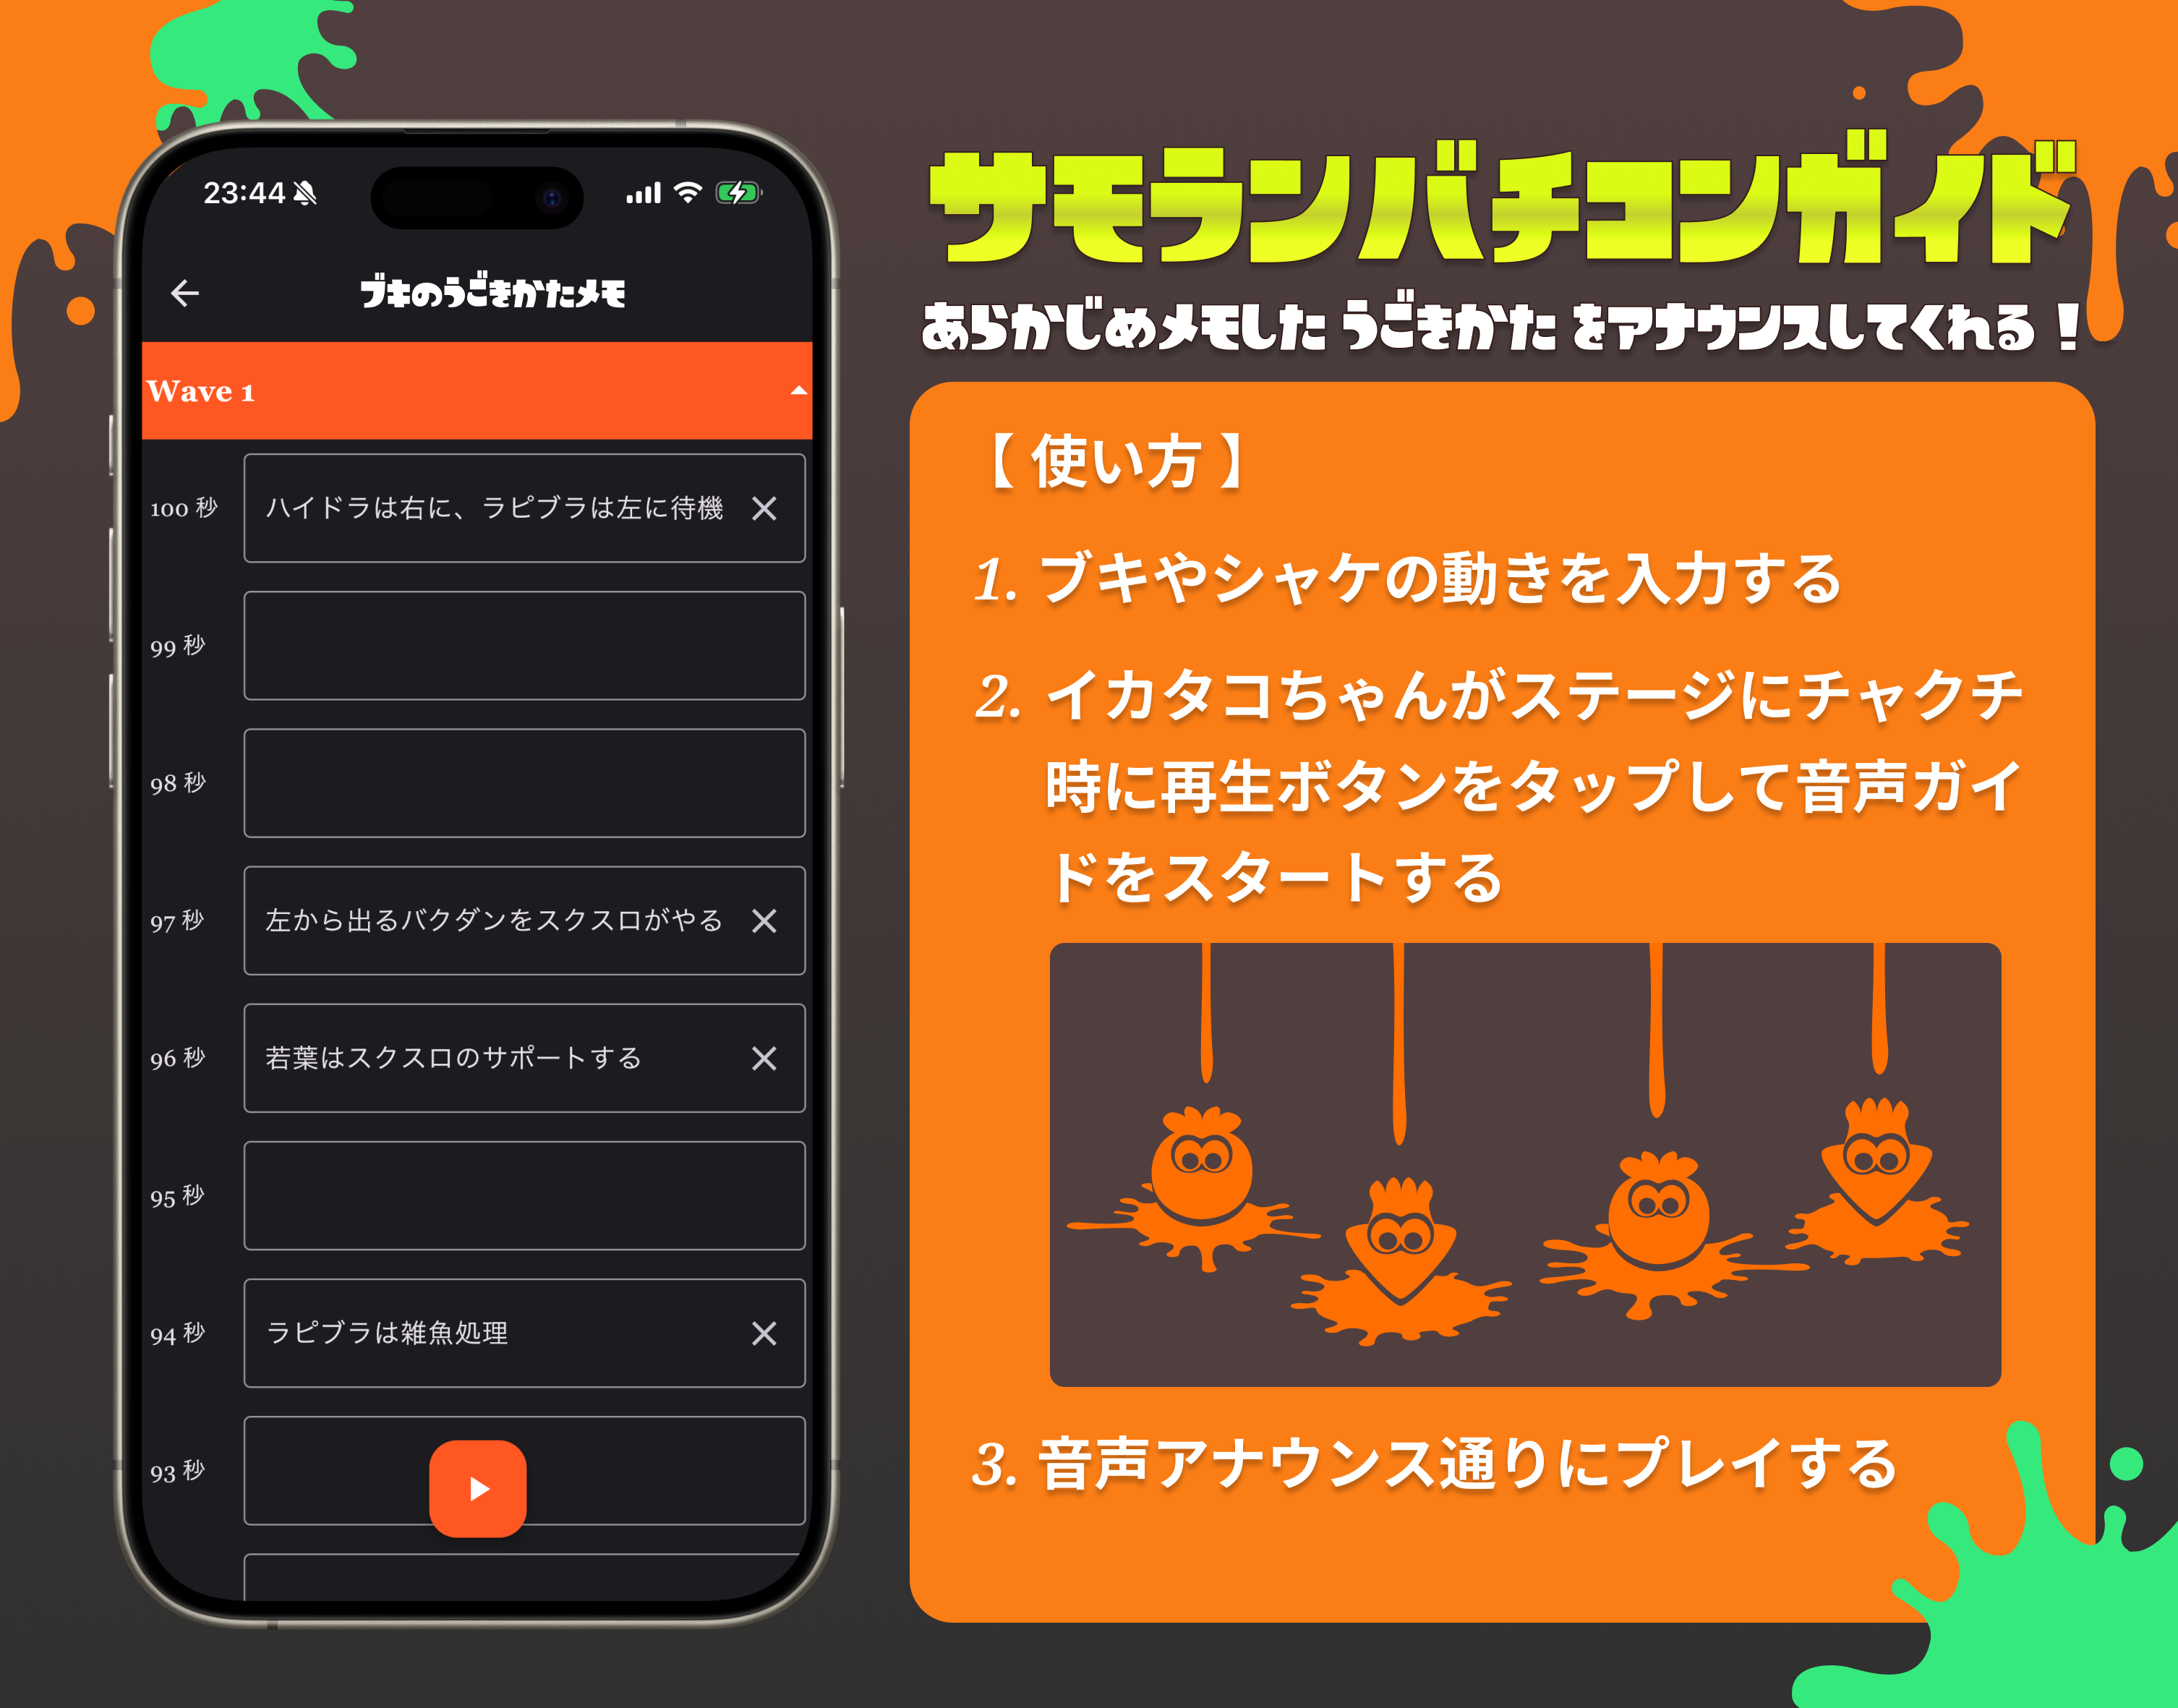 23:44
ブキのうごきかたメモ
Wave 1
100 秒
ハイドラは右に、ラピブラは左に待機
99 秒
98 秒
97 秒
左から出るバクダンをスクスロがやる
96 秒
若葉はスクスロのサポートする
95 秒
94 秒
ラピブラは雑魚処理
93 秒
サモランバチコンガイド
あらかじめメモした うごきかた をアナウンスしてくれる！
【 使い方 】
1. ブキやシャケの動きを入力する
2. イカタコちゃんがステージにチャクチ
時に再生ボタンをタップして音声ガイ
ドをスタートする
3. 音声アナウンス通りにプレイする